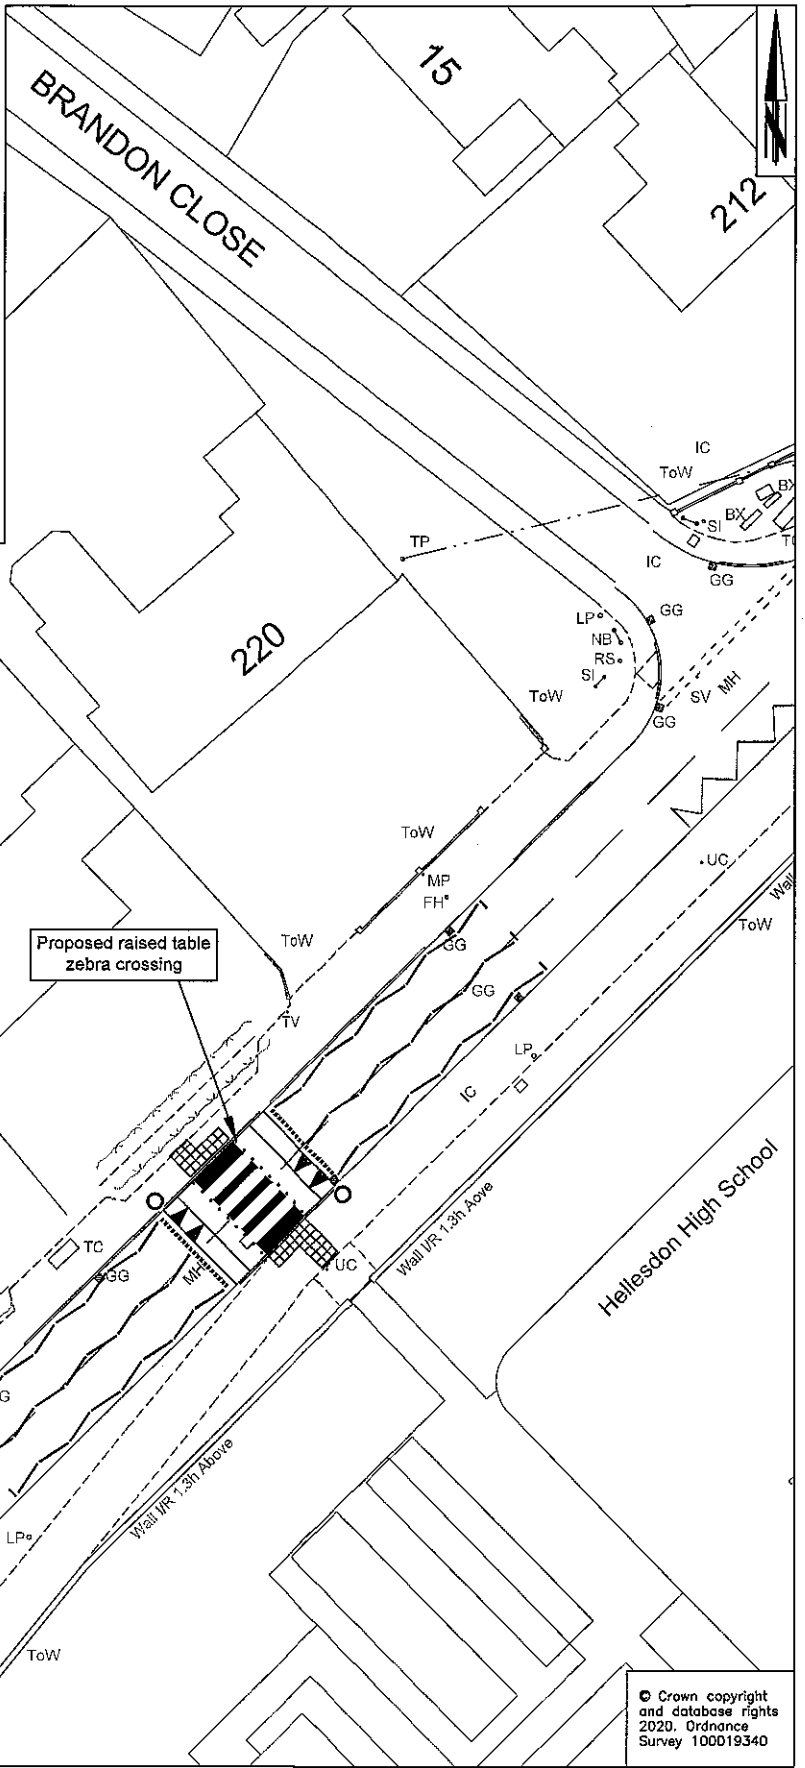 15
BRANDON CLOSE
N
212
IC
ToW
BX
BX
SI
TP
IC
GG
LP
GG
NB
220
RS
SI
MH
SV
ToW
GG
ToW
UC
MP
Wall
FH
ToW
Proposed raised table
zebra crossing
ToW
GG
GG
TV
LP
IC
Hellesdon High School
Wall I/R 1.3h Aove
TC
UC
GG
MH
G
Wall I/R 1.3h Above
LP
ToW
© Crown copyright
and database rights
2020. Ordnance
Survey 100019340